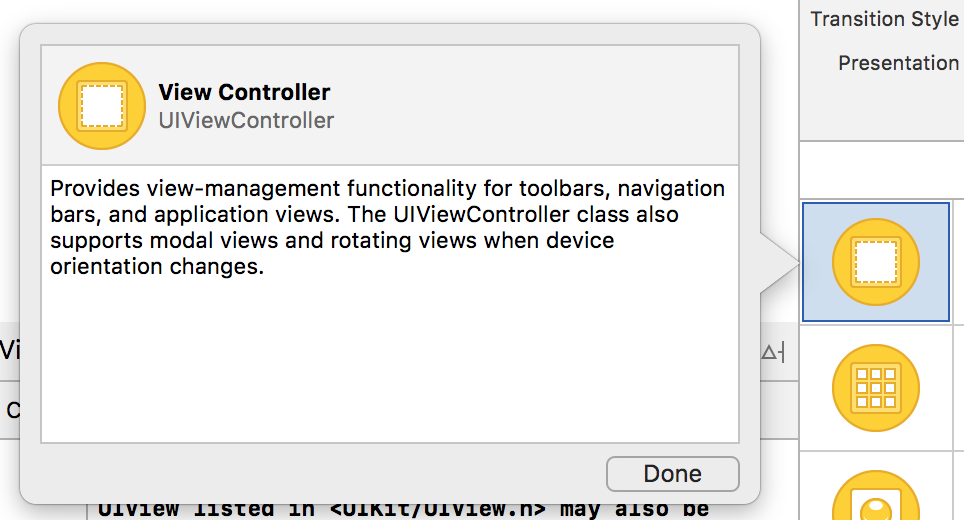 Transition Style
Presentation
View Controller
UIViewController
Provides view-management functionality for toolbars, navigation
bars, and application views. The UIViewController class also
supports modal views and rotating views when device
orientation changes.
Vi
C
Done
UIView listed in <UIKit/UIView.h> may also be